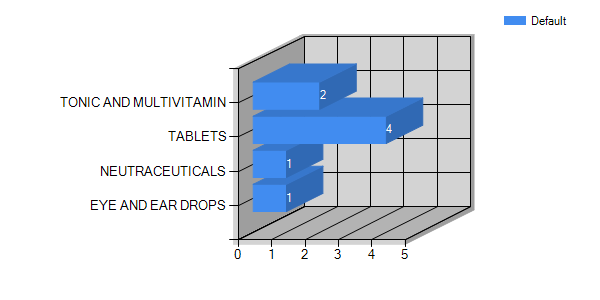 Default
TONIC AND MULTIVITAMIN
2
TABLETS
4
NEUTRACEUTICALS
1
EYE AND EAR DROPS
1
0 1 2 3 4 5